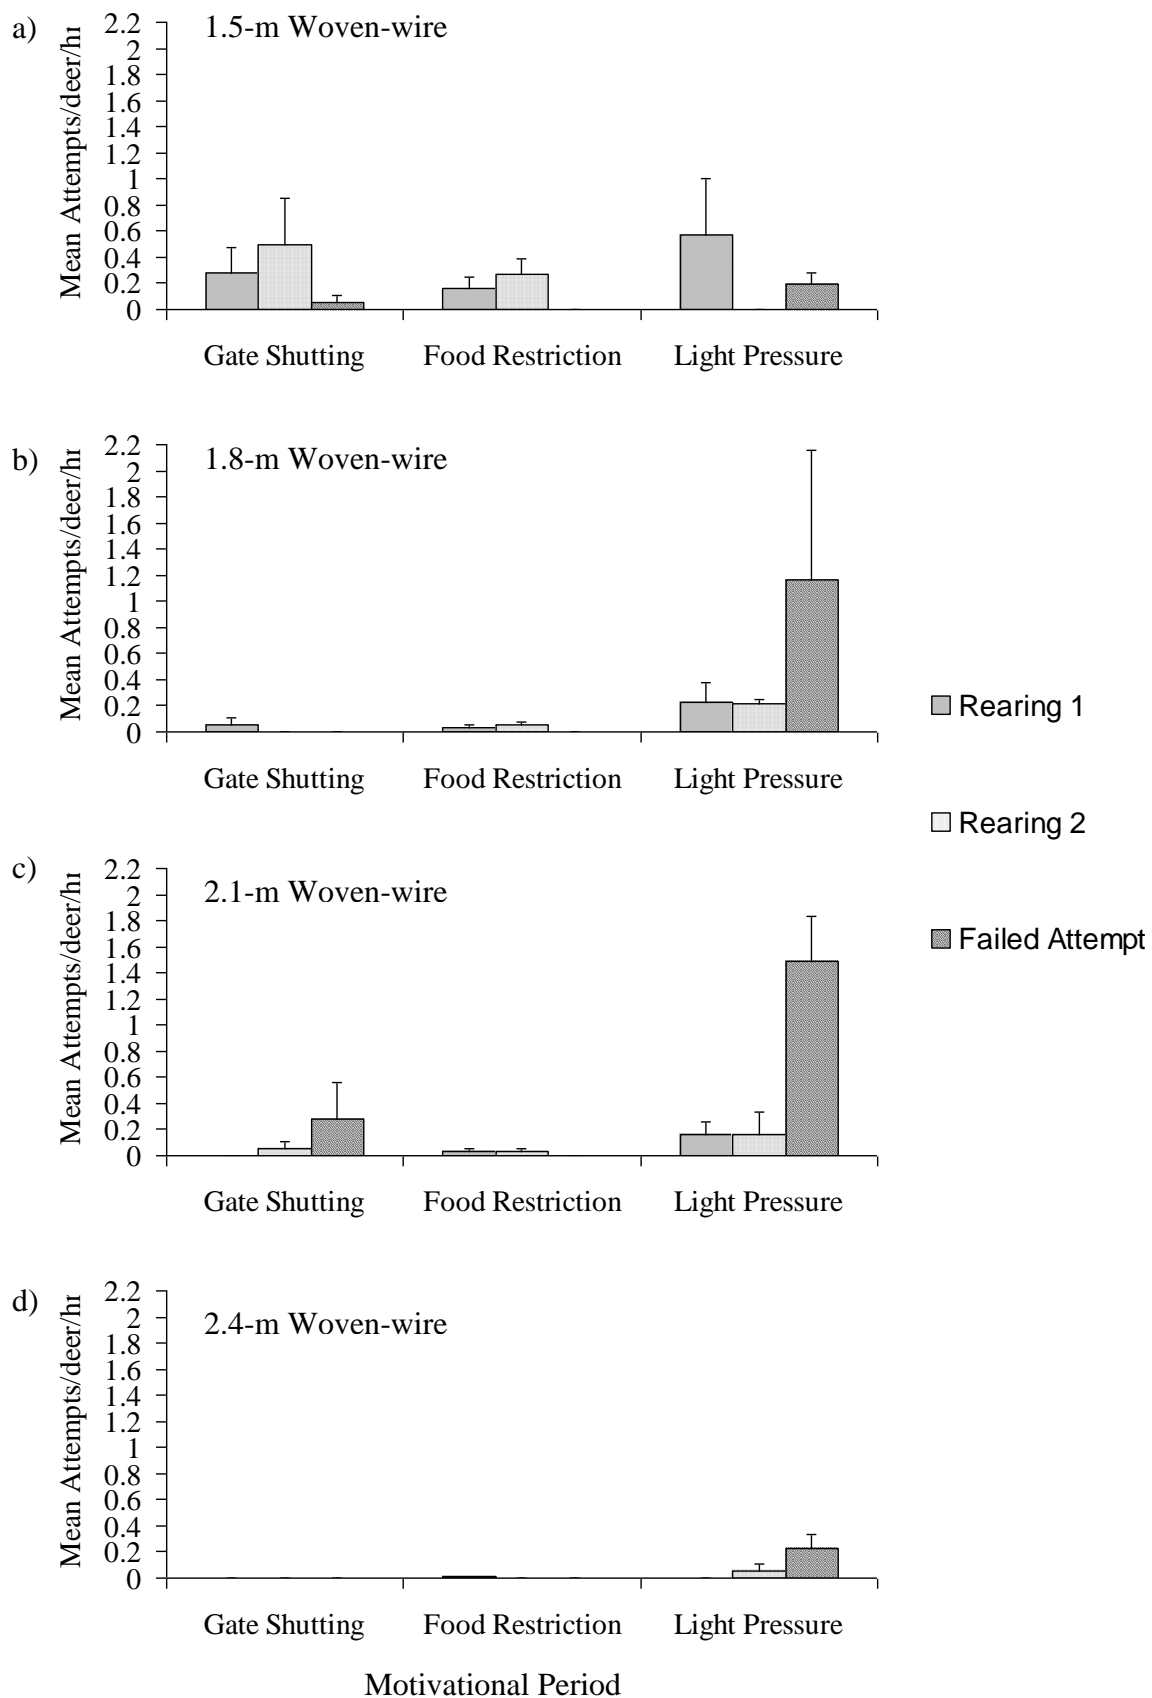 a)
1.5-m Woven-wire
Mean Attempts/deer/hr
2.2
2
1.8
1.6
1.4
1.2
1
0.8
0.6
0.4
0.2
0
Gate Shutting Food Restriction Light Pressure
b)
1.8-m Woven-wire
Mean Attempts/deer/hr
2.2
2
1.8
1.6
1.4
1.2
1
0.8
0.6
0.4
0.2
0
Gate Shutting Food Restriction Light Pressure
Rearing 1
Rearing 2
Failed Attempt
c)
2.1-m Woven-wire
Mean Attempts/deer/hr
2.2
2
1.8
1.6
1.4
1.2
1
0.8
0.6
0.4
0.2
0
Gate Shutting Food Restriction Light Pressure
d)
2.4-m Woven-wire
Mean Attempts/deer/hr
2.2
2
1.8
1.6
1.4
1.2
1
0.8
0.6
0.4
0.2
0
Gate Shutting Food Restriction Light Pressure
Motivational Period